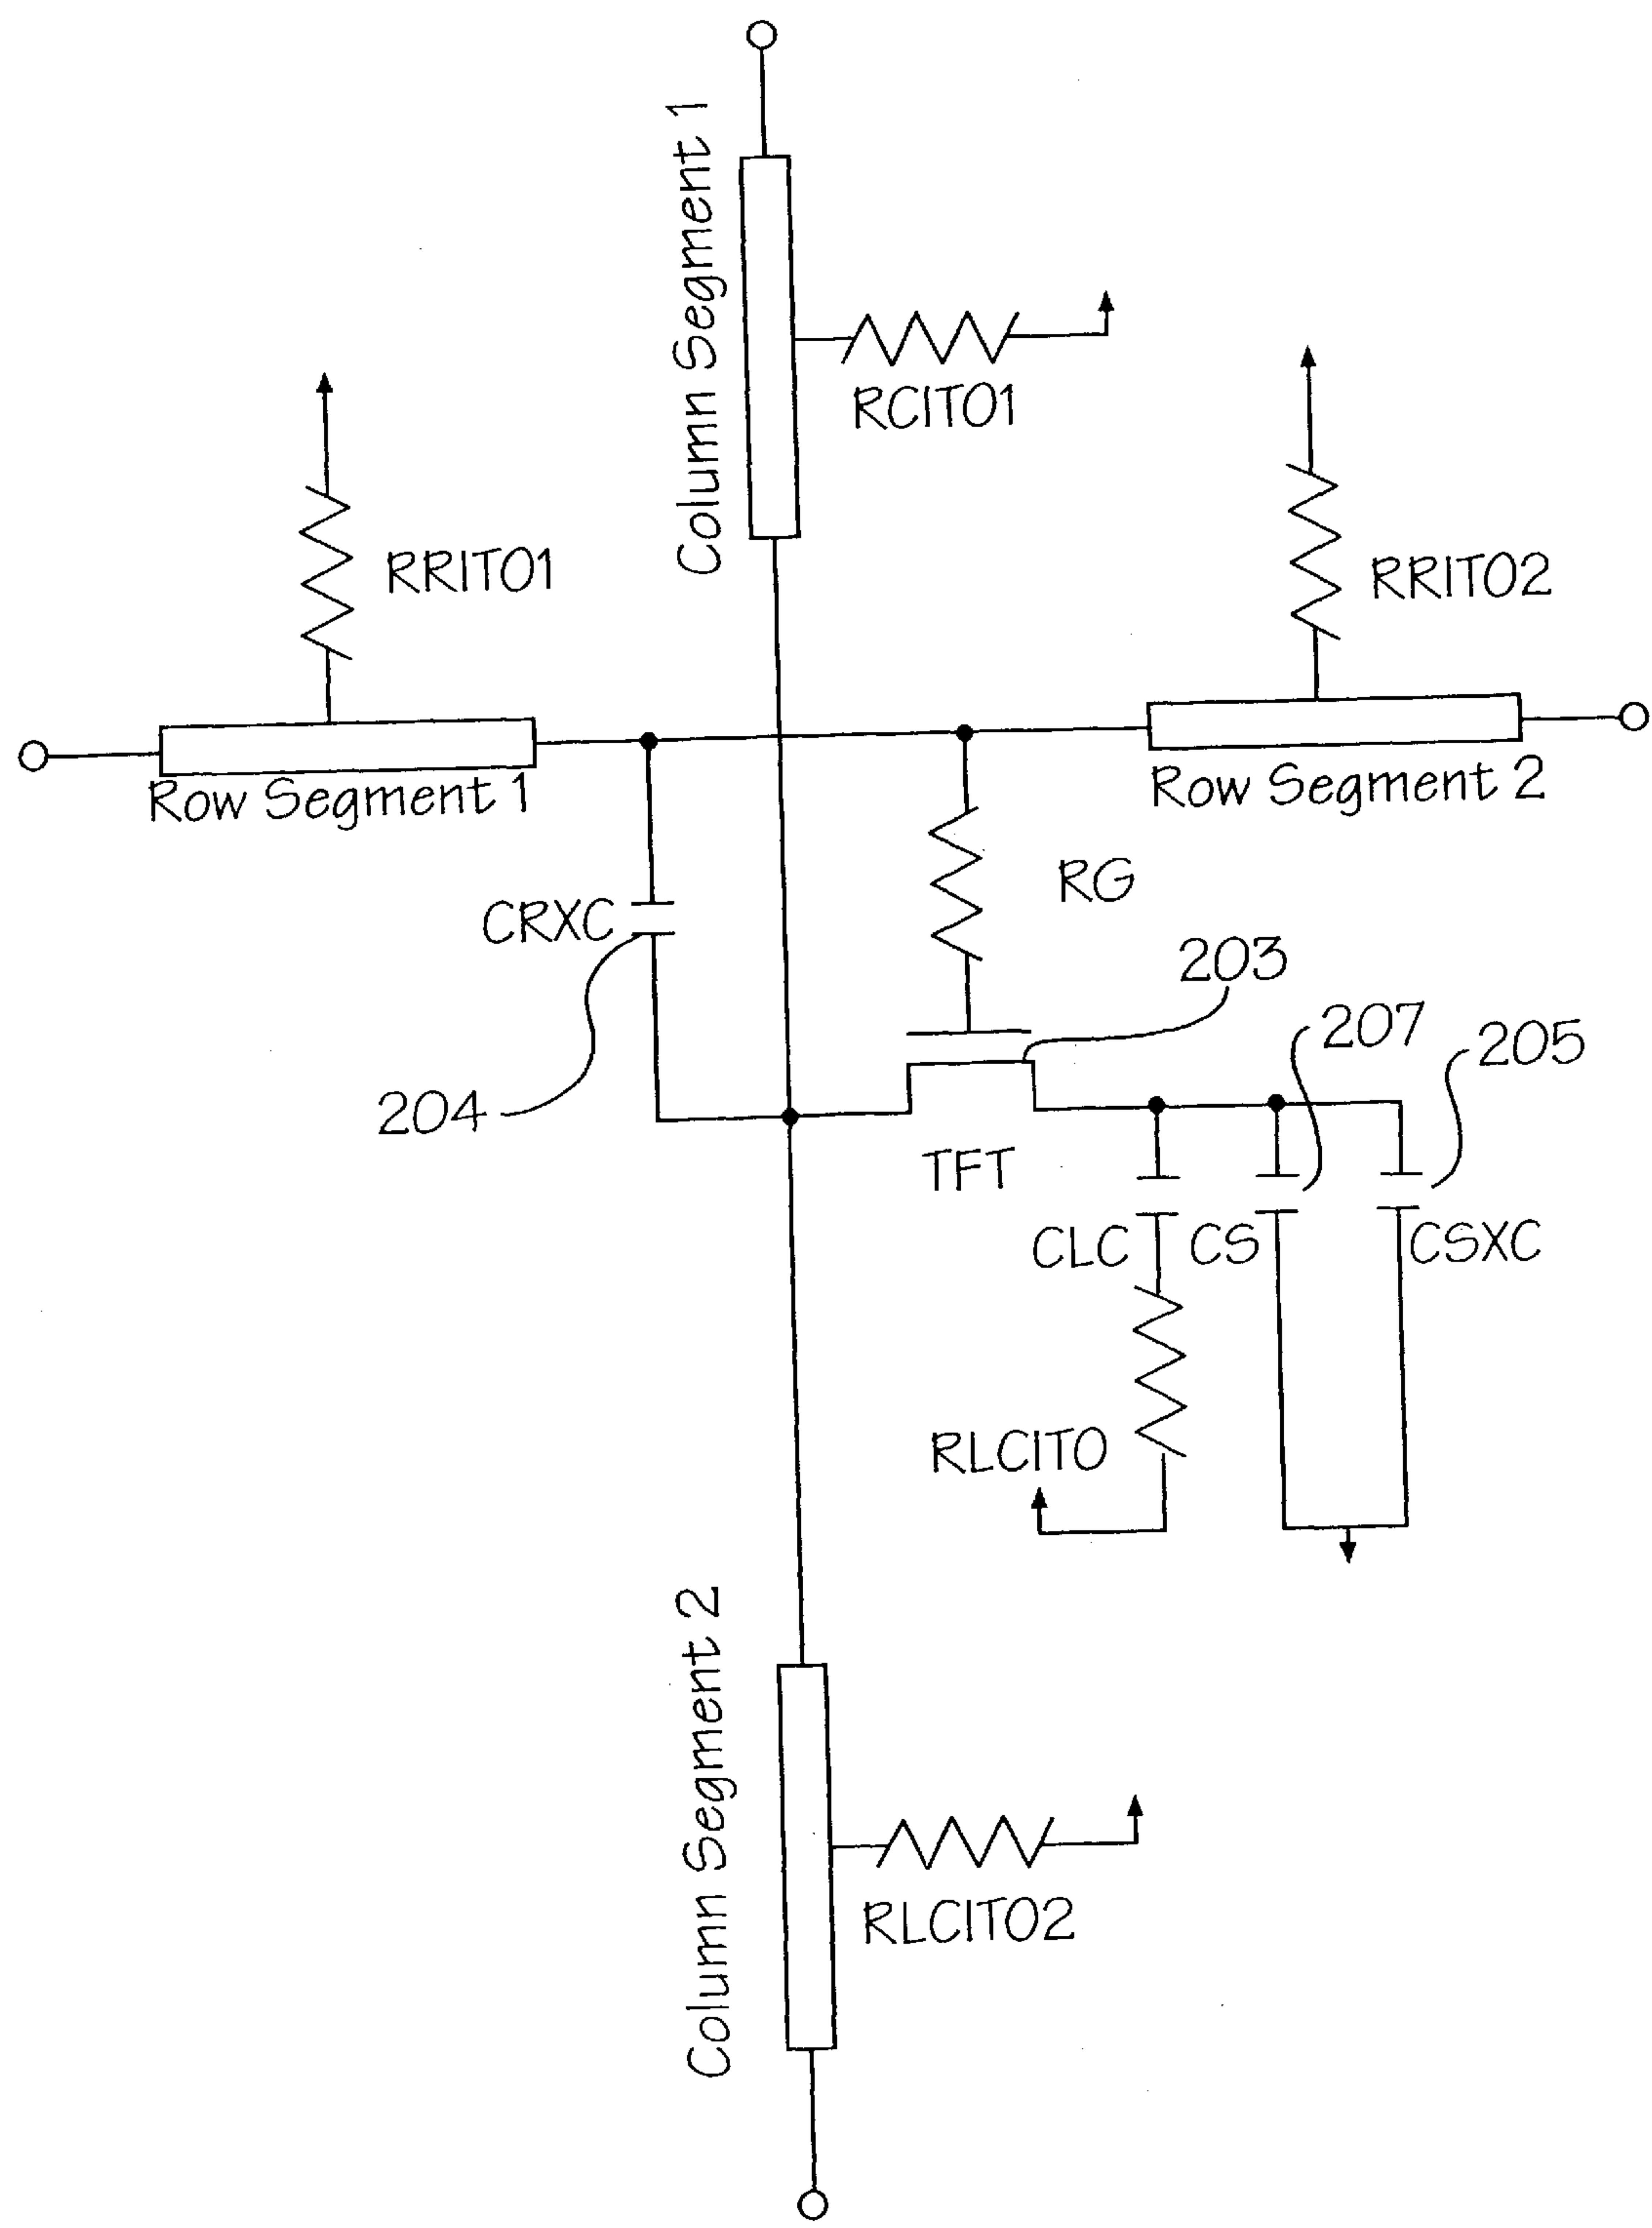 Column Segment 1
RCITO1
RRITO1
RRITO2
Row Segment 1
Row Segment 2
RG
CRXC
203
207
205
204
TFT
CLC
CS
CSXC
RLCITO
Column Segment 2
RLCITO2